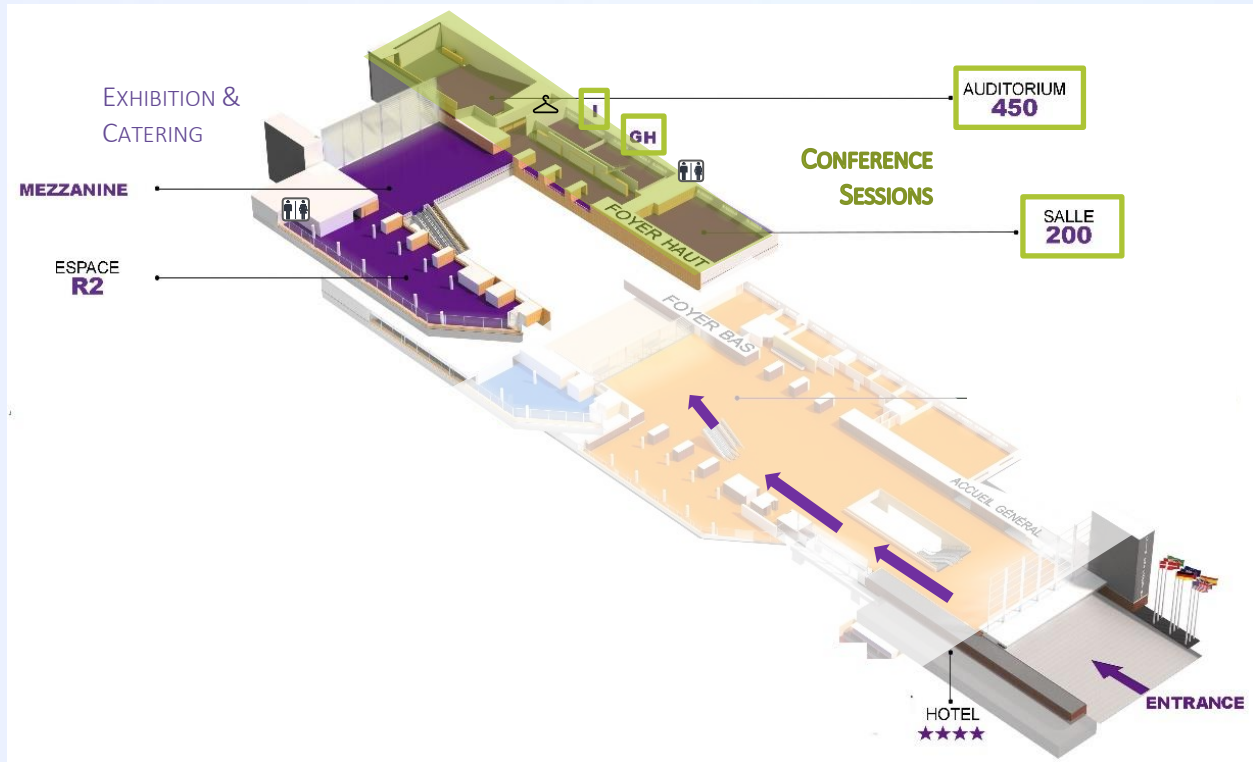 EXHIBITION &
CATERING
AUDITORIUM
450
I
GH
CONFERENCE
SESSIONS
MEZZANINE
SALLE
200
FOYER HAUT
ESPACE
R2
FOYER BAS
ACCUEIL GÉNÉRAL
ENTRANCE
HOTEL
★★★★